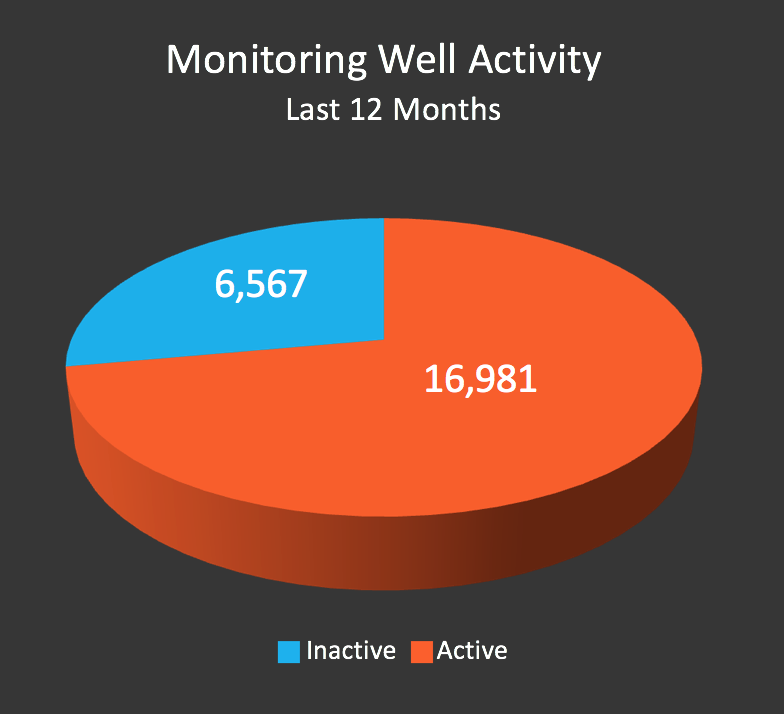 Monitoring Well Activity
Last 12 Months
6,567
16,981
Inactive Active